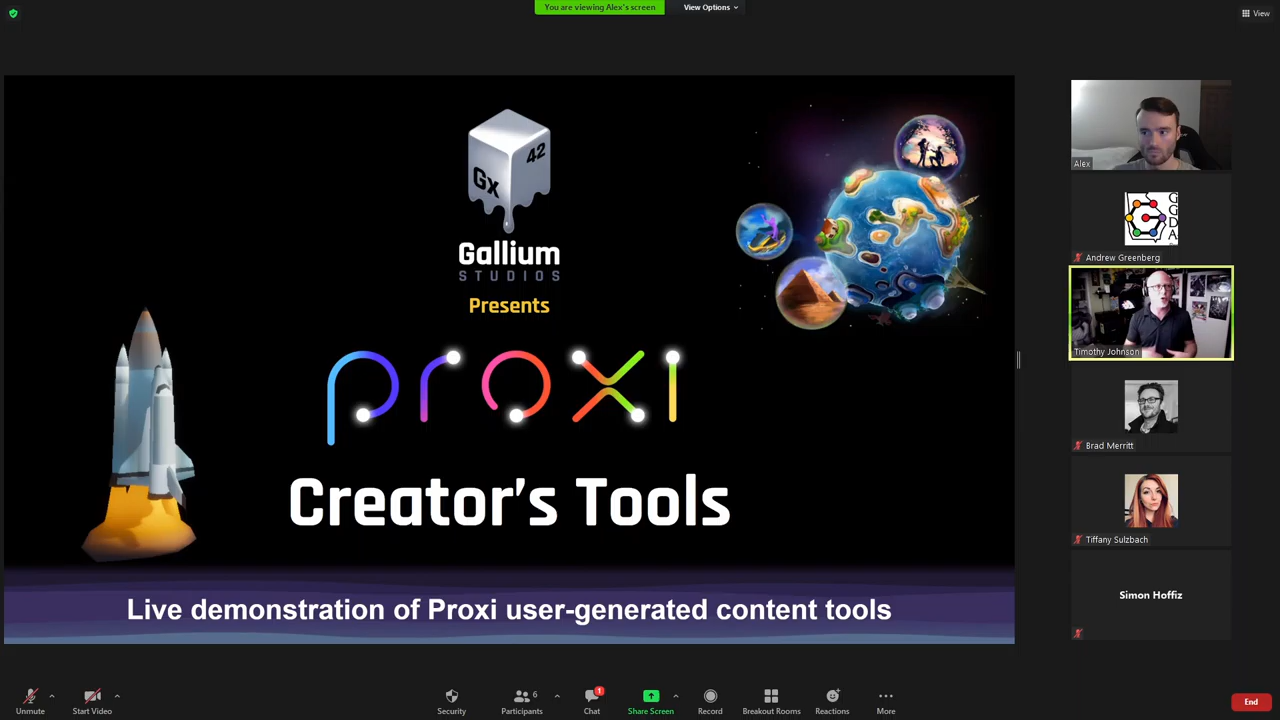 You are viewing Alex's screen
View Options
View
42
Gx
Gallium
STUDIOS
Presents
proxi
Creator's Tools
Live demonstration of Proxi user-generated content tools
Alex
GGDA
Andrew Greenberg
Timothy Johnson
Brad Merritt
Tiffany Sulzbach
Simon Hoffiz
Unmute
Start Video
Security
6
Participants
1
Chat
Share Screen
Record
Breakout Rooms
Reactions
More
End